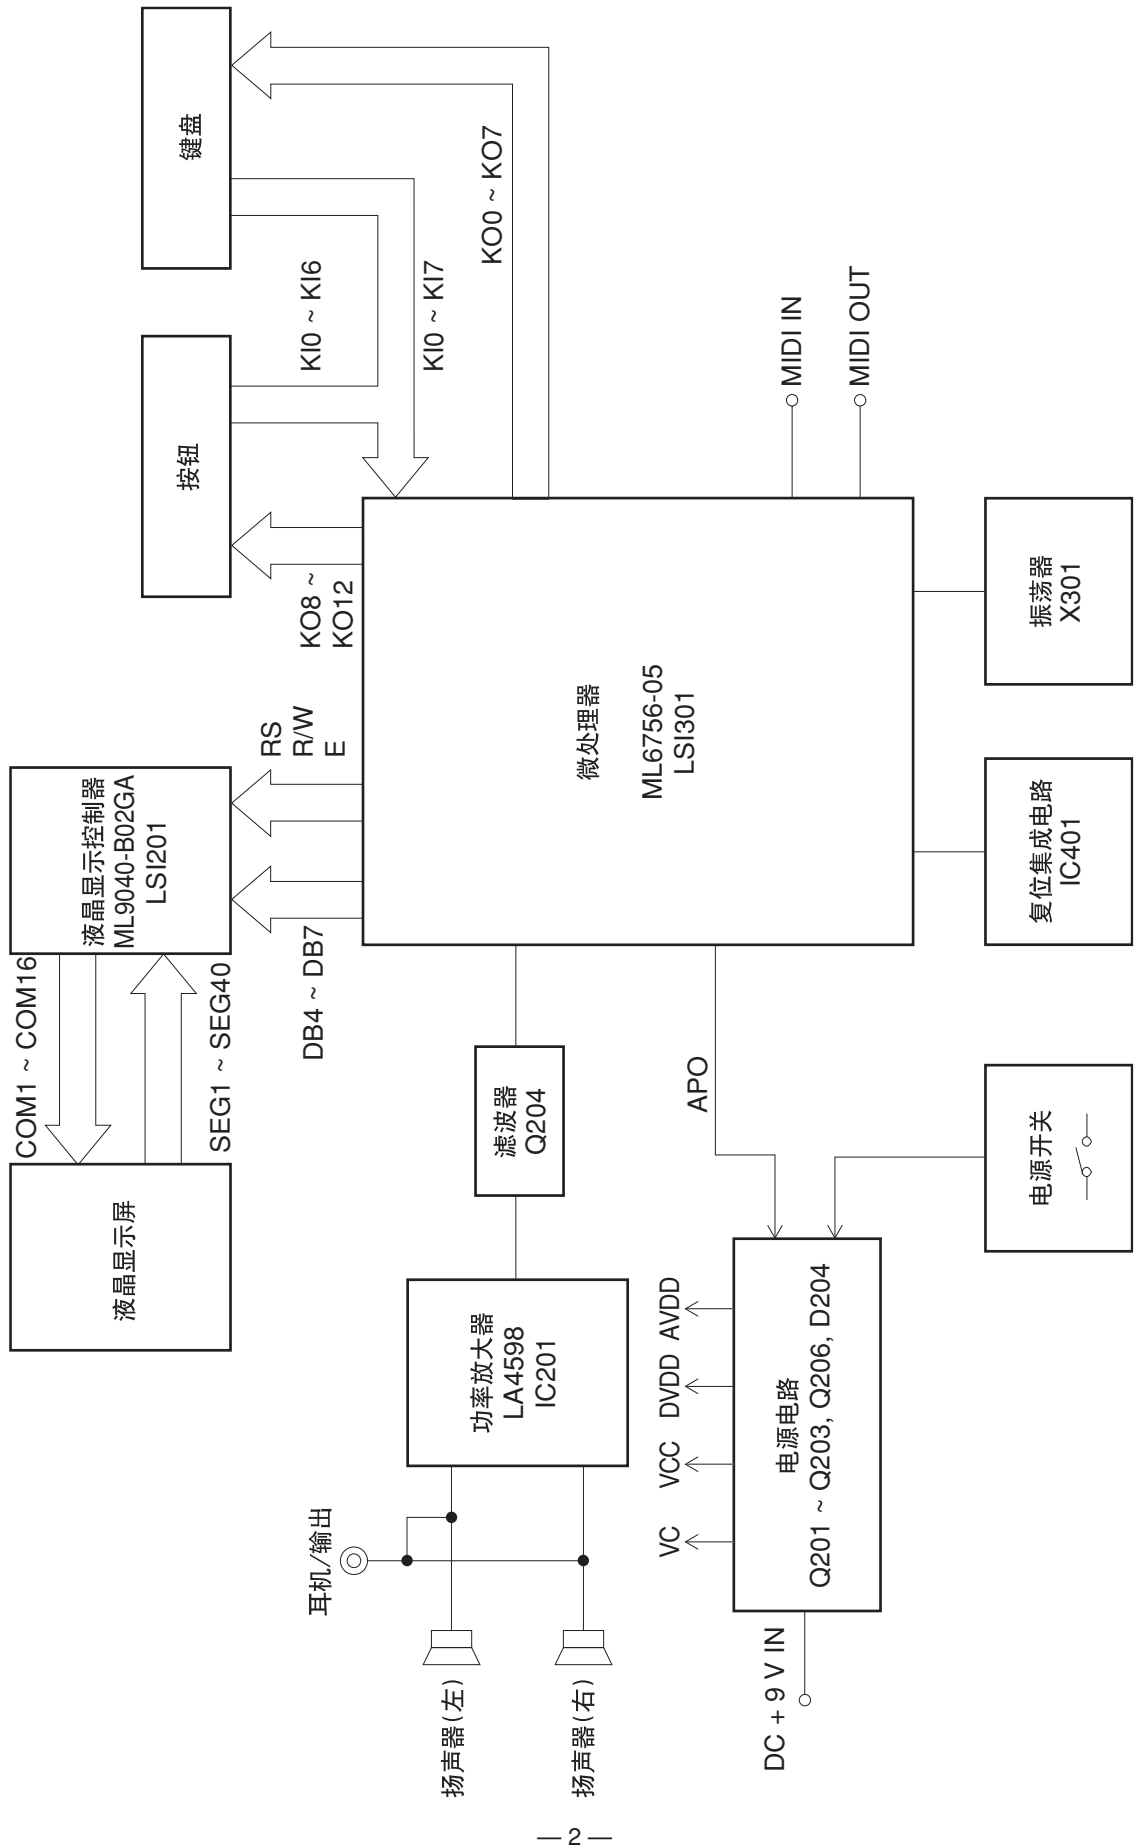 液晶显示屏
COM1 ~ COM16
SEG1 ~ SEG40
液晶显示控制器
ML9040-B02GA
LSI201
按钮
键盘
DB4 ~ DB7
RS
R/W
E
KO8 ~
KO12
KI0 ~ KI6
KI0 ~ KI7
KO0 ~ KO7
耳机/输出
扬声器(左)
扬声器(右)
功率放大器
LA4598
IC201
滤波器
Q204
微处理器
ML6756-05
LSI301
MIDI IN
MIDI OUT
APO
VC
VCC
DVDD
AVDD
DC + 9 V IN
电源电路
Q201 ~ Q203, Q206, D204
电源开关
复位集成电路
IC401
振荡器
X301
— 2 —